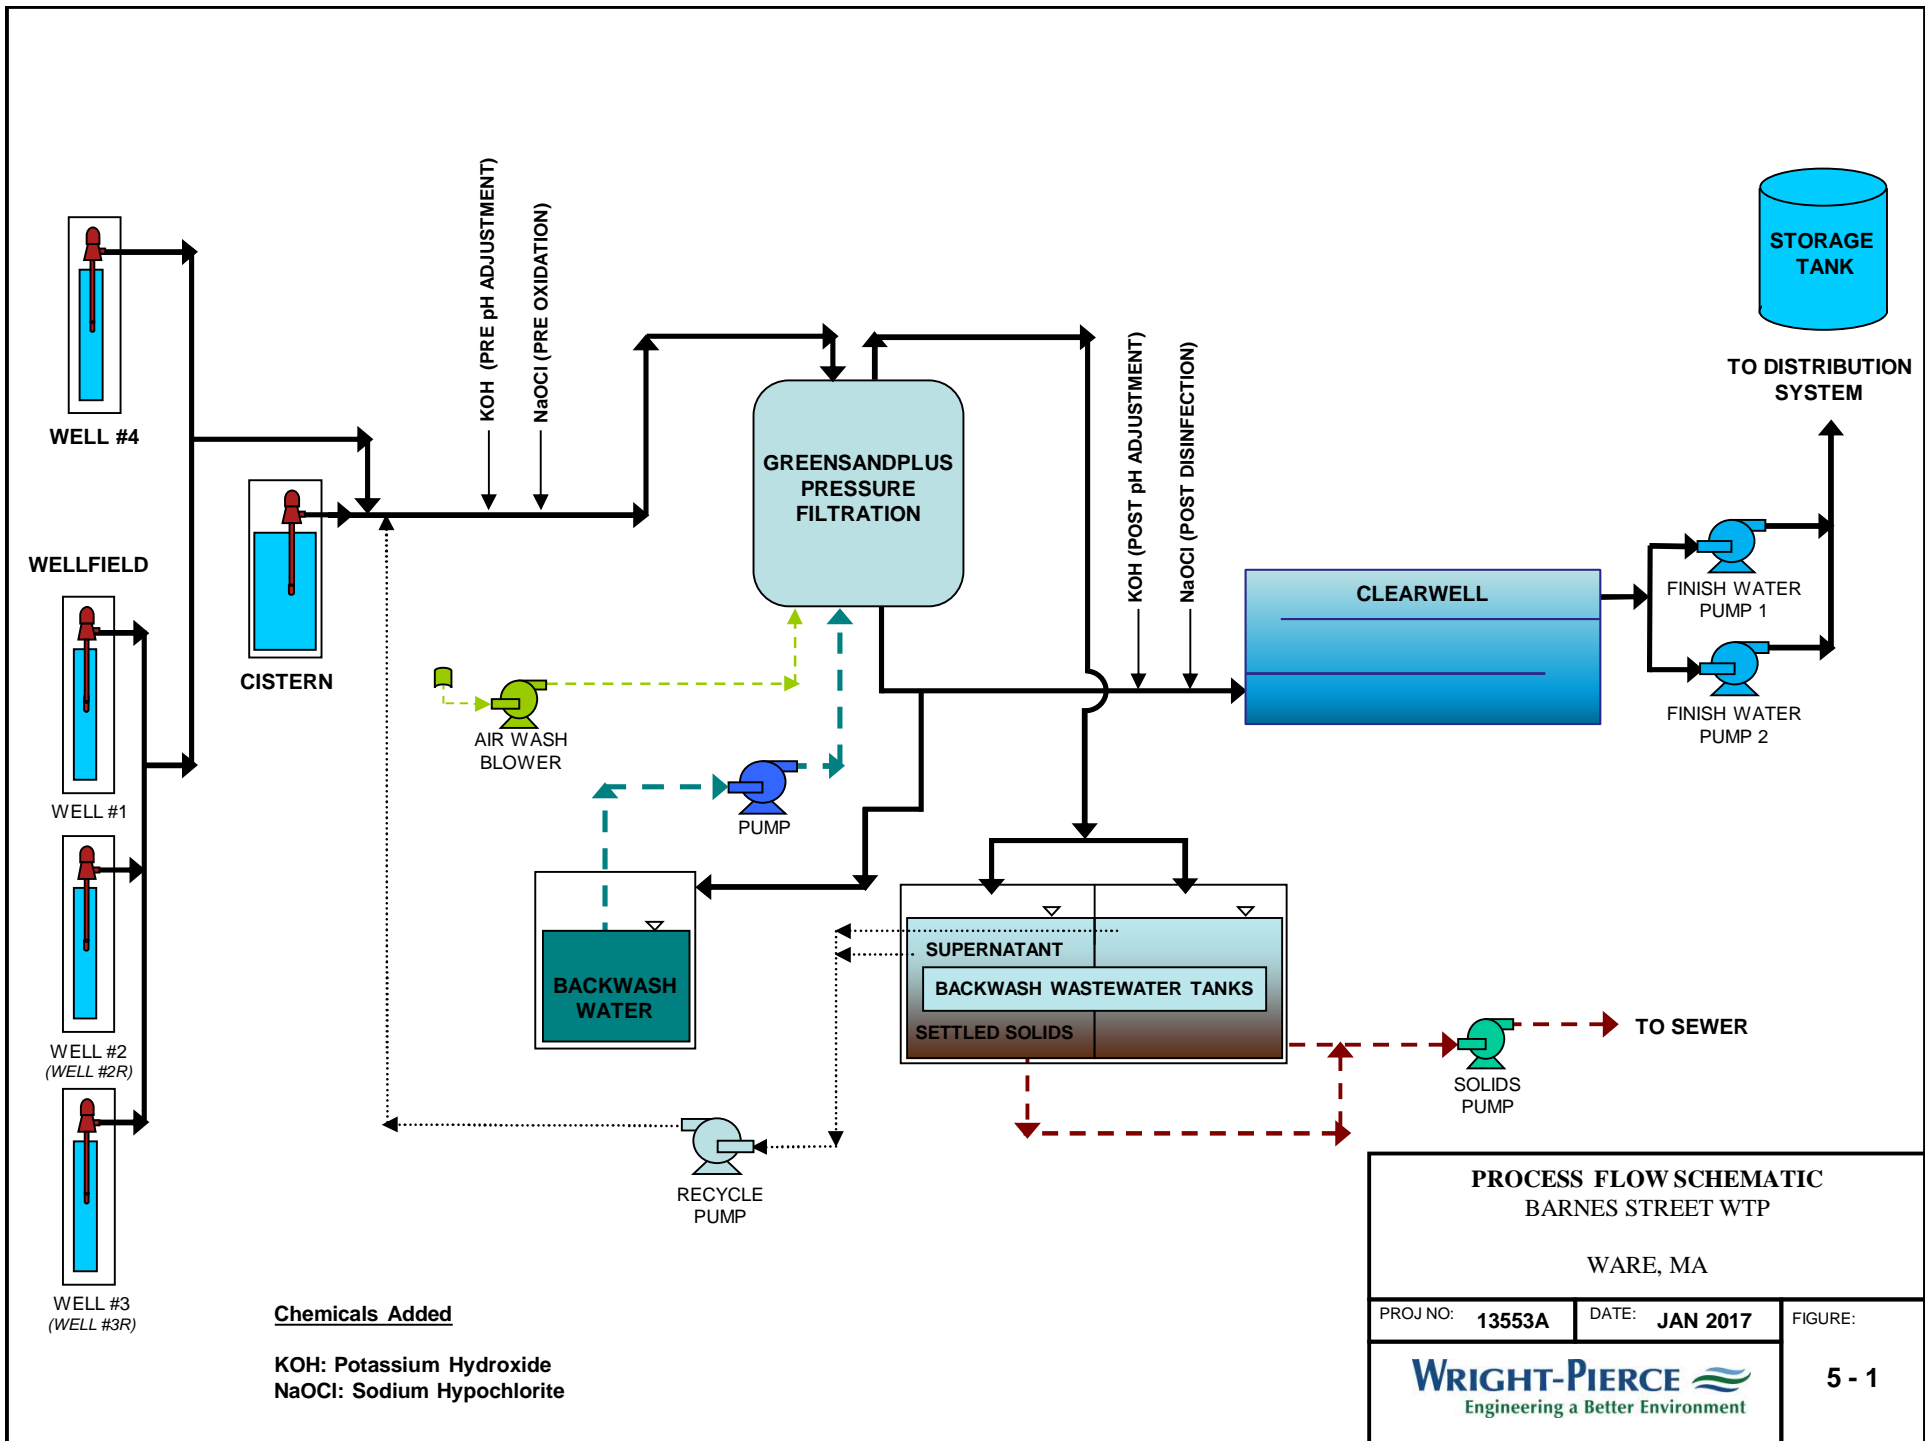 KOH (PRE pH ADJUSTMENT)
NaOCl (PRE OXIDATION)
STORAGE
TANK
TO DISTRIBUTION
SYSTEM
WELL #4
GREENSANDPLUS
PRESSURE
FILTRATION
KOH (POST pH ADJUSTMENT)
NaOCl (POST DISINFECTION)
WELLFIELD
CISTERN
CLEARWELL
FINISH WATER
PUMP 1
FINISH WATER
PUMP 2
AIR WASH
BLOWER
WELL #1
PUMP
BACKWASH
WATER
SUPERNATANT
BACKWASH WASTEWATER TANKS
SETTLED SOLIDS
TO SEWER
SOLIDS
PUMP
WELL #2
(WELL #2R)
RECYCLE
PUMP
WELL #3
(WELL #3R)
Chemicals Added
KOH: Potassium Hydroxide
NaOCl: Sodium Hypochlorite
PROCESS FLOW SCHEMATIC
BARNES STREET WTP
WARE, MA
PROJ NO: 13553A
DATE: JAN 2017
FIGURE:
5 - 1
WRIGHT-PIERCE
Engineering a Better Environment